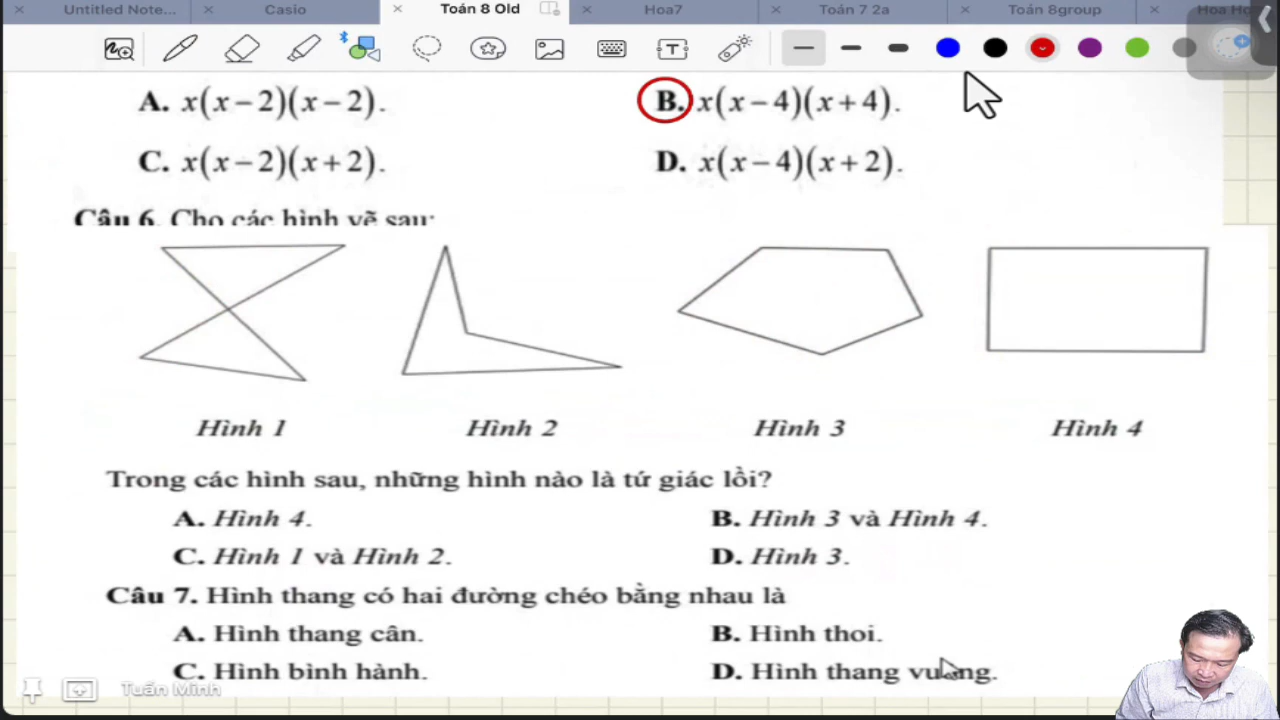 Untitled Note...
Casio
Toán 8 Old
Hoa7
Toán 7 2a
Toán 8group
Hoa
A. x(x−2)(x−2).
B. x(x−4)(x+4).
C. x(x−2)(x+2).
D. x(x−4)(x+2).
Câu 6. Cho các hình vẽ sau:
Hình 1
Hình 2
Hình 3
Hình 4
Trong các hình sau, những hình nào là tứ giác lồi?
A. Hình 4.
B. Hình 3 và Hình 4.
C. Hình 1 và Hình 2.
D. Hình 3.
Câu 7. Hình thang có hai đường chéo bằng nhau là
A. Hình thang cân.
B. Hình thoi.
C. Hình bình hành.
D. Hình thang vuông.
Tuấn Minh